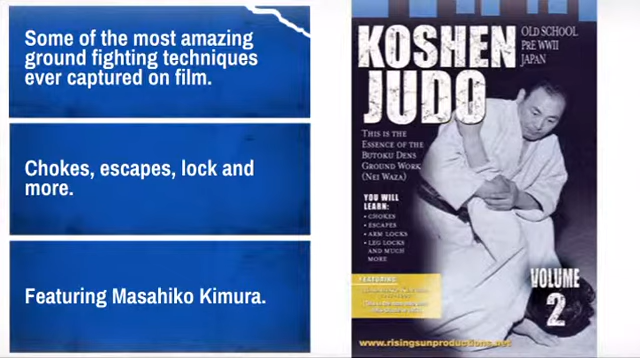 Some of the most amazing
ground fighting techniques
ever captured on film.
Chokes, escapes, lock and
more.
Featuring Masahiko Kimura.
KOSHEN
JUDO
OLD SCHOOL
PRE WWII
JAPAN
THIS IS THE
ESSENCE OF THE
BUTOKU DENS
GROUND WORK
(NEI WAZA)
YOU WILL
LEARN:
• CHOKES
• ESCAPES
• ARM LOCKS
• LEG LOCKS
AND MUCH
MORE
FEATURING
VOLUME
2
www.risingsunproductions.net